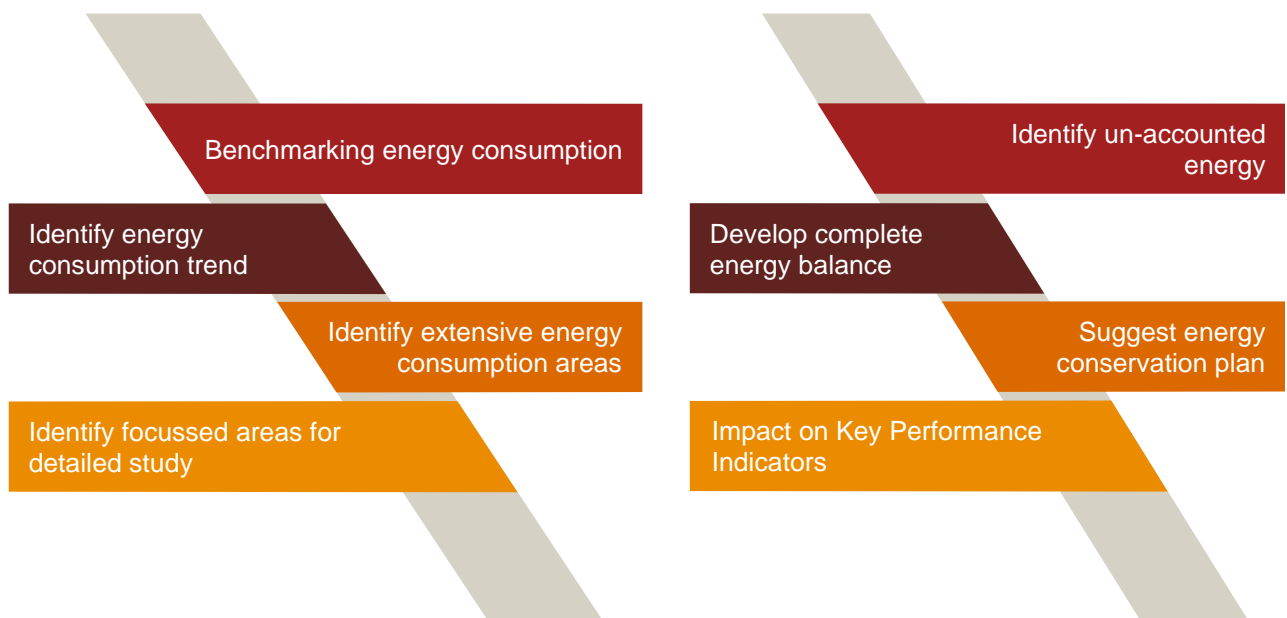 Benchmarking energy consumption
Identify energy
consumption trend
Identify extensive energy
consumption areas
Identify focussed areas for
detailed study
Identify un-accounted
energy
Develop complete
energy balance
Suggest energy
conservation plan
Impact on Key Performance
Indicators